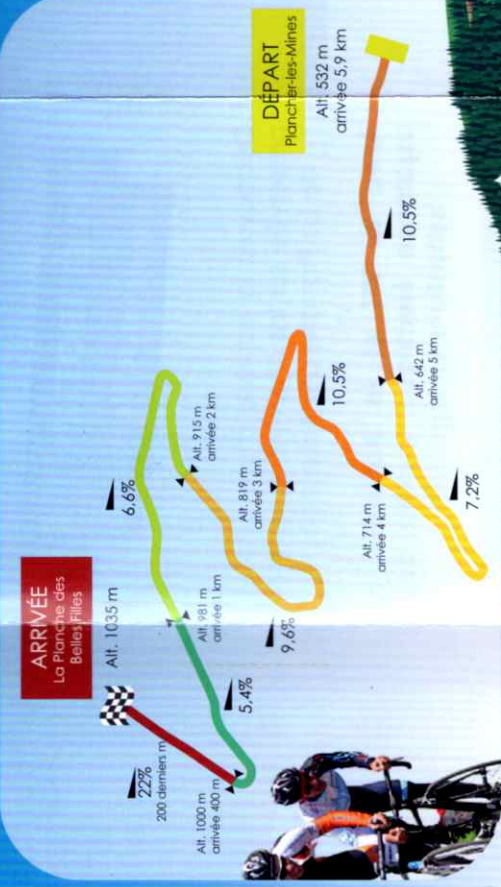 DÉPART
Plancher-les-Mines
Alt. 532 m
arrivée 5,9 km
10,5%
Alt. 642 m
arrivée 5 km
7,2%
Alt. 714 m
arrivée 4 km
10,5%
Alt. 819 m
arrivée 3 km
9,6%
Alt. 915 m
arrivée 2 km
6,6%
Alt. 981 m
arrivée 1 km
5,4%
Alt. 1000 m
arrivée 400 m
22%
200 derniers m
ARRIVÉE
La Planche des
Belles Filles
Alt. 1035 m